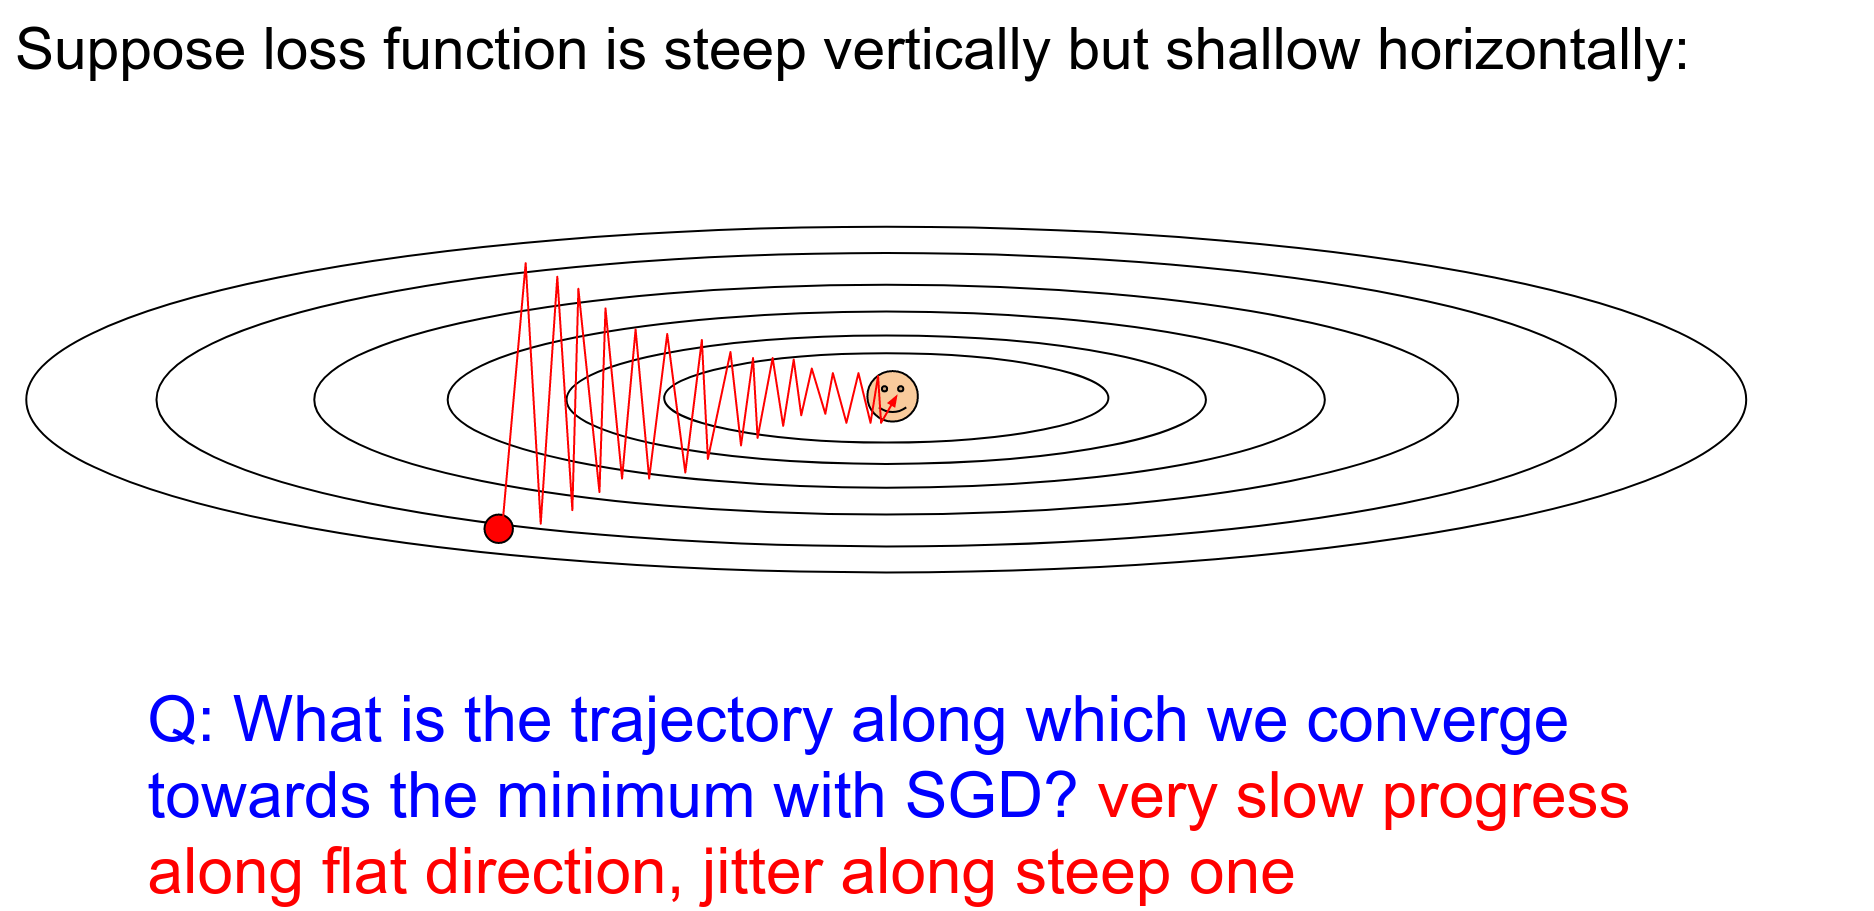 Suppose loss function is steep vertically but shallow horizontally:
Q: What is the trajectory along which we converge
towards the minimum with SGD? very slow progress
along flat direction, jitter along steep one